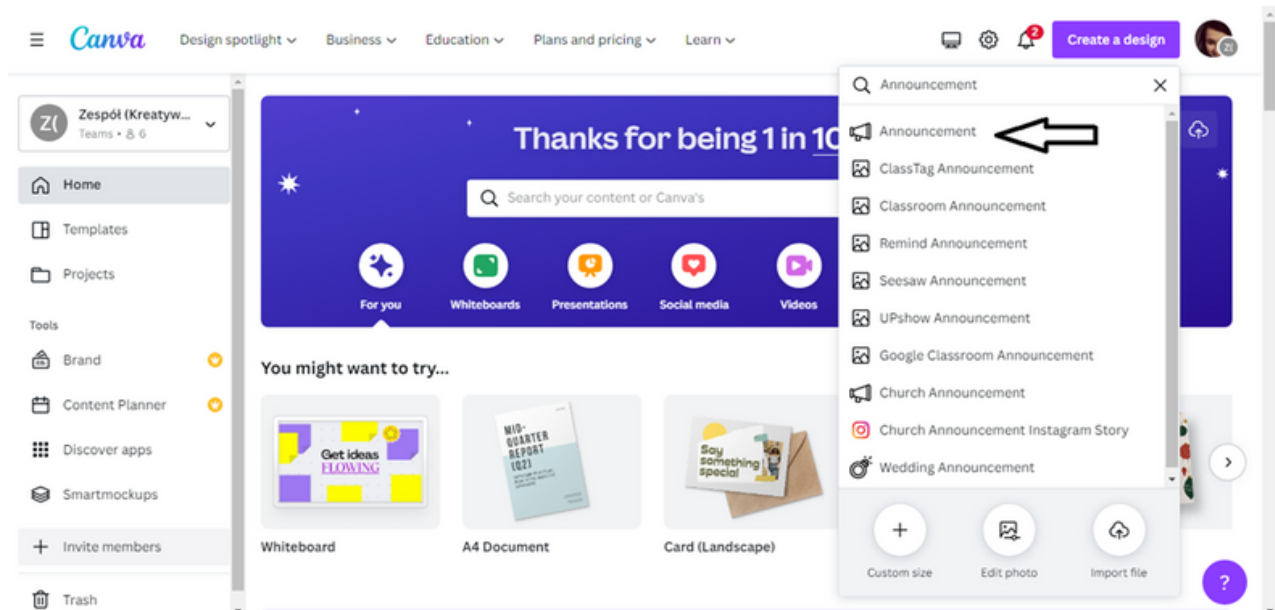 Canva
Design spotlight
Business
Education
Plans and pricing
Learn
2
Create a design
Z(
Z(
Zespół (Kreatyw...
Teams • 6
Home
Templates
Projects
Tools
Brand
Content Planner
Discover apps
Smartmockups
Invite members
Trash
Thanks for being 1 in 10
Search your content or Canva's
For you
Whiteboards
Presentations
Social media
Videos
You might want to try...
Get ideas
FLOWING
Whiteboard
MID-
QUARTER
REPORT
(Q2)
A4 Document
Say
something
special
Card (Landscape)
Announcement
Announcement
ClassTag Announcement
Classroom Announcement
Remind Announcement
Seesaw Announcement
UPshow Announcement
Google Classroom Announcement
Church Announcement
Church Announcement Instagram Story
Wedding Announcement
Custom size
Edit photo
Import file
?